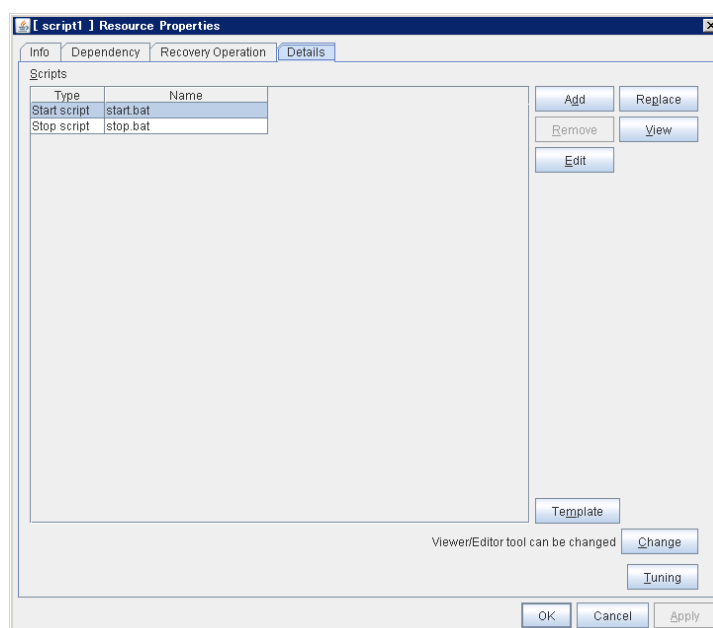 [ script1 ] Resource Properties
Info Dependency Recovery Operation Details
Scripts
Type Name
Start script start.bat
Stop script stop.bat
Add Replace
Remove View
Edit
Template
Viewer/Editor tool can be changed Change
Tuning
OK Cancel Apply